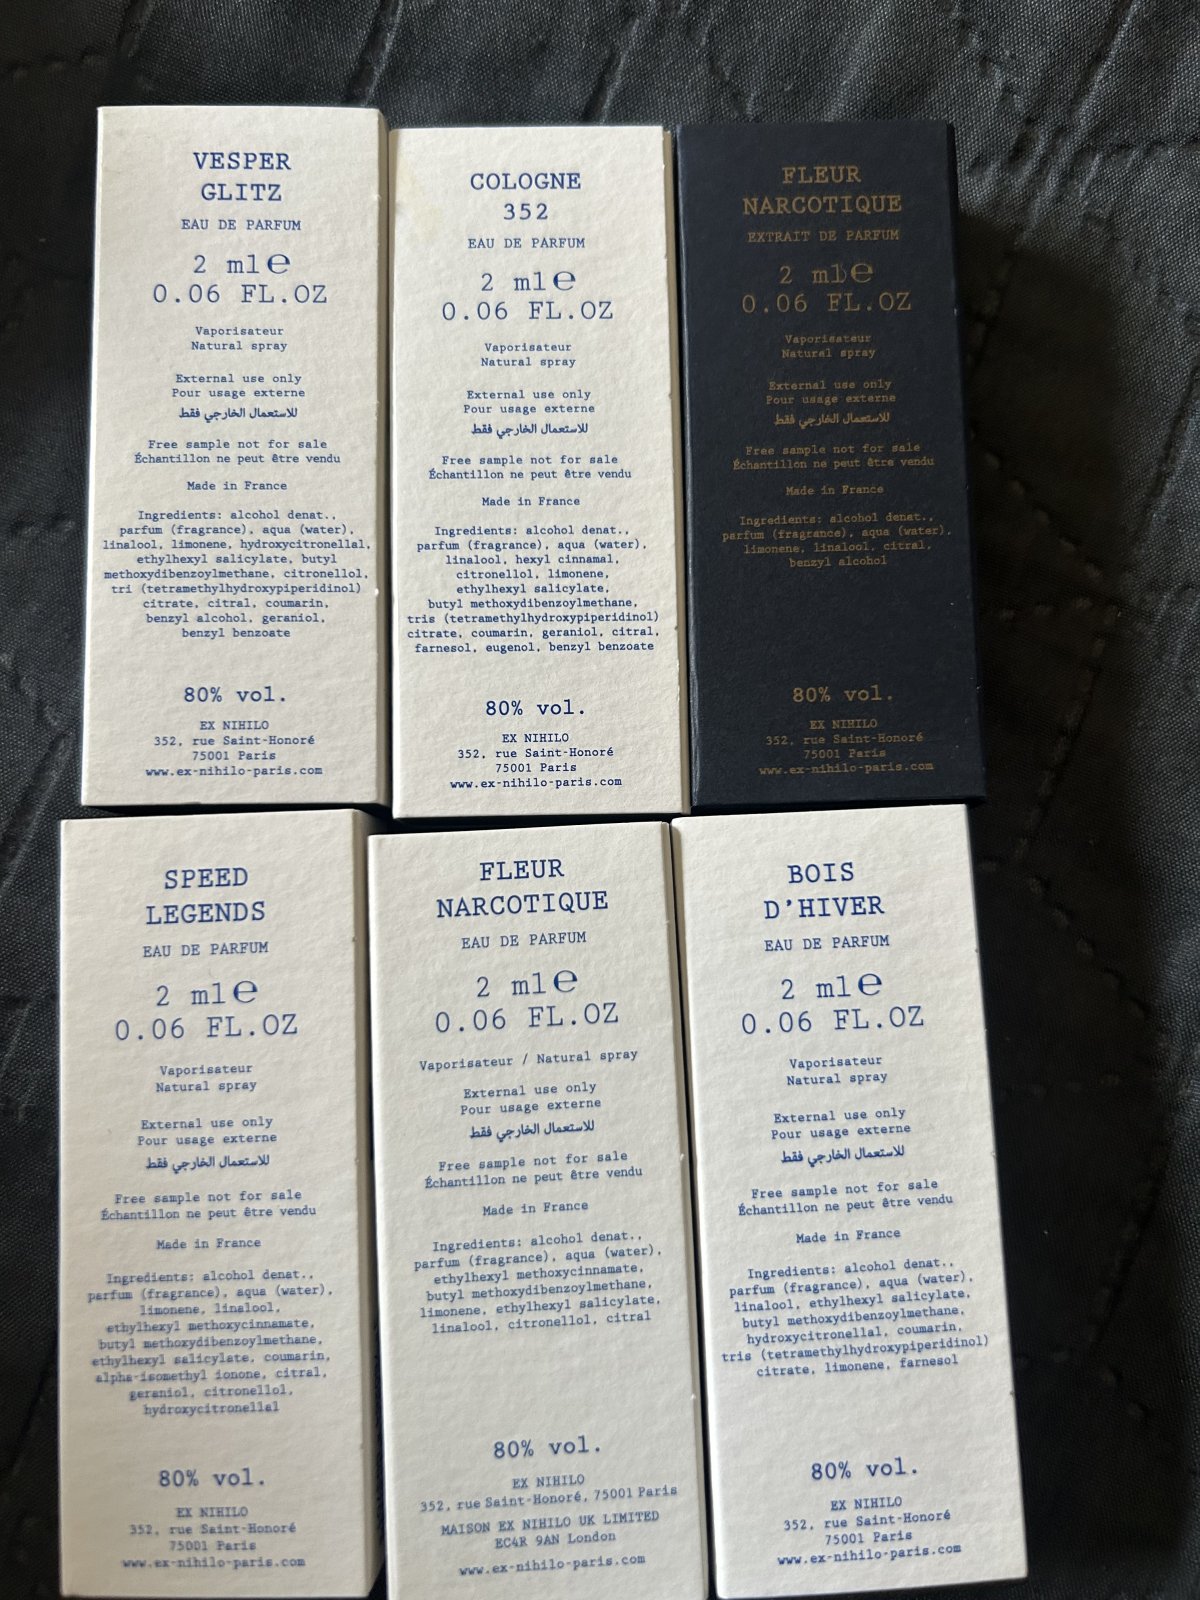 VESPER
GLITZ
EAU DE PARFUM
2 ml℮
0.06 FL.OZ
Vaporisateur
Natural spray
External use only
Pour usage externe
للاستعمال الخارجي فقط
Free sample not for sale
Échantillon ne peut être vendu
Made in France
Ingredients: alcohol denat.,
parfum (fragrance), aqua (water),
linalool, limonene, hydroxycitronellal,
ethylhexyl salicylate, butyl
methoxydibenzoylmethane, citronellol,
tri (tetramethylhydroxypiperidinol)
citrate, citral, coumarin,
benzyl alcohol, geraniol,
benzyl benzoate
80% vol.
EX NIHILO
352, rue Saint-Honoré
75001 Paris
www.ex-nihilo-paris.com
COLOGNE
352
EAU DE PARFUM
2 ml℮
0.06 FL.OZ
Vaporisateur
Natural spray
External use only
Pour usage externe
للاستعمال الخارجي فقط
Free sample not for sale
Échantillon ne peut être vendu
Made in France
Ingredients: alcohol denat.,
parfum (fragrance), aqua (water),
linalool, hexyl cinnamal,
citronellol, limonene,
ethylhexyl salicylate,
butyl methoxydibenzoylmethane,
tris (tetramethylhydroxypiperidinol)
citrate, coumarin, geraniol, citral,
farnesol, eugenol, benzyl benzoate
80% vol.
EX NIHILO
352, rue Saint-Honoré
75001 Paris
www.ex-nihilo-paris.com
FLEUR
NARCOTIQUE
EXTRAIT DE PARFUM
2 ml℮
0.06 FL.OZ
Vaporisateur
Natural spray
External use only
Pour usage externe
للاستعمال الخارجي فقط
Free sample not for sale
Échantillon ne peut être vendu
Made in France
Ingredients: alcohol denat.,
parfum (fragrance), aqua (water),
limonene, linalool, citral,
benzyl alcohol
80% vol.
EX NIHILO
352, rue Saint-Honoré
75001 Paris
www.ex-nihilo-paris.com
SPEED
LEGENDS
EAU DE PARFUM
2 ml℮
0.06 FL.OZ
Vaporisateur
Natural spray
External use only
Pour usage externe
للاستعمال الخارجي فقط
Free sample not for sale
Échantillon ne peut être vendu
Made in France
Ingredients: alcohol denat.,
parfum (fragrance), aqua (water),
limonene, linalool,
ethylhexyl methoxycinnamate,
butyl methoxydibenzoylmethane,
ethylhexyl salicylate, coumarin,
alpha-isomethyl ionone, citral,
geraniol, citronellol,
hydroxycitronellal
80% vol.
EX NIHILO
352, rue Saint-Honoré
75001 Paris
www.ex-nihilo-paris.com
FLEUR
NARCOTIQUE
EAU DE PARFUM
2 ml℮
0.06 FL.OZ
Vaporisateur / Natural spray
External use only
Pour usage externe
للاستعمال الخارجي فقط
Free sample not for sale
Échantillon ne peut être vendu
Made in France
Ingredients: alcohol denat.,
parfum (fragrance), aqua (water),
ethylhexyl methoxycinnamate,
butyl methoxydibenzoylmethane,
limonene, ethylhexyl salicylate,
linalool, citronellol, citral
80% vol.
EX NIHILO
352, rue Saint-Honoré, 75001 Paris
MAISON EX NIHILO UK LIMITED
EC4R 9AN London
www.ex-nihilo-paris.com
BOIS
D'HIVER
EAU DE PARFUM
2 ml℮
0.06 FL.OZ
Vaporisateur
Natural spray
External use only
Pour usage externe
للاستعمال الخارجي فقط
Free sample not for sale
Échantillon ne peut être vendu
Made in France
Ingredients: alcohol denat.,
parfum (fragrance), aqua (water),
linalool, ethylhexyl salicylate,
butyl methoxydibenzoylmethane,
hydroxycitronellal, coumarin,
tris (tetramethylhydroxypiperidinol)
citrate, limonene, farnesol
80% vol.
EX NIHILO
352, rue Saint-Honoré
75001 Paris
www.ex-nihilo-paris.com